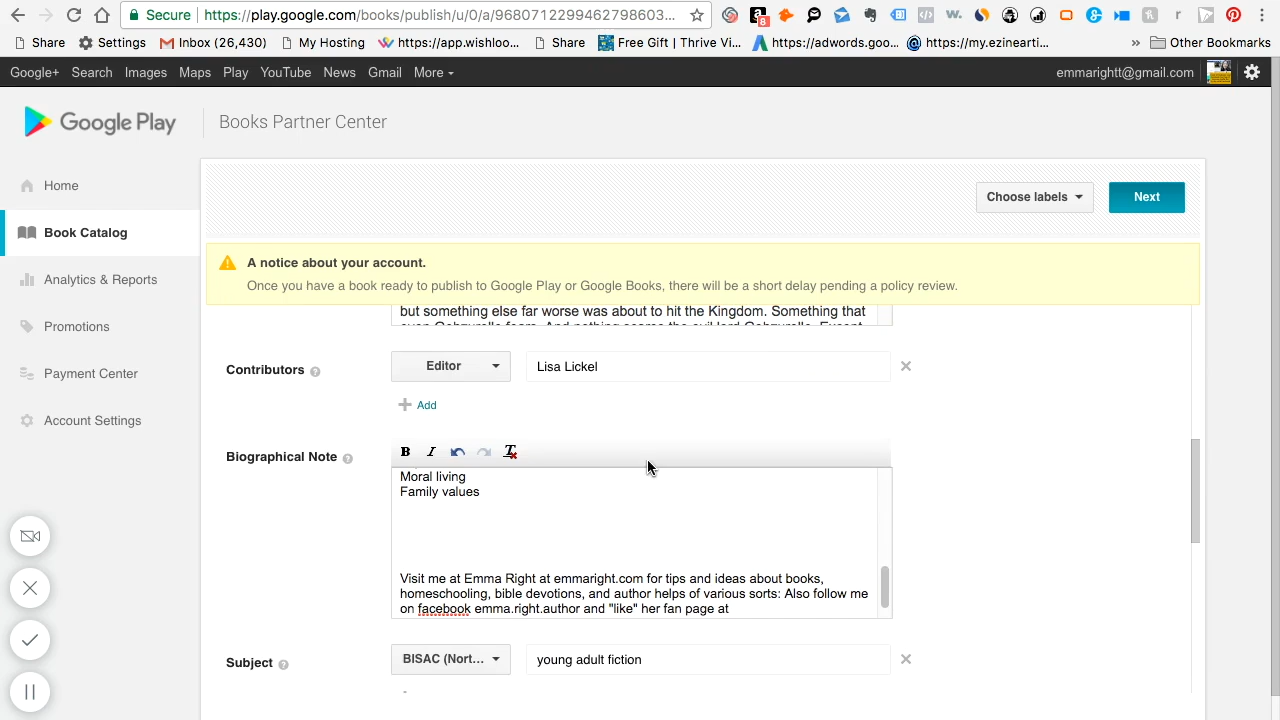 Secure
https://play.google.com/books/publish/u/0/a/9680712299462798603...
8
W.
r
Share
Settings
Inbox (26,430)
My Hosting
https://app.wishloo...
Share
Free Gift | Thrive Vi...
https://adwords.goo...
https://my.ezinearti...
»
Other Bookmarks
Google+
Search
Images
Maps
Play
YouTube
News
Gmail
More
emmarightt@gmail.com
Google Play
Books Partner Center
Home
Book Catalog
Analytics & Reports
Promotions
Payment Center
Account Settings
Choose labels
Next
A notice about your account.
Once you have a book ready to publish to Google Play or Google Books, there will be a short delay pending a policy review.
but something else far worse was about to hit the Kingdom. Something that
Contributors
Editor
Lisa Lickel
Add
Biographical Note
B I T
Moral living
Family values
Visit me at Emma Right at emmaright.com for tips and ideas about books,
homeschooling, bible devotions, and author helps of various sorts: Also follow me
on facebook emma.right.author and "like" her fan page at
Subject
BISAC (Nort...
young adult fiction